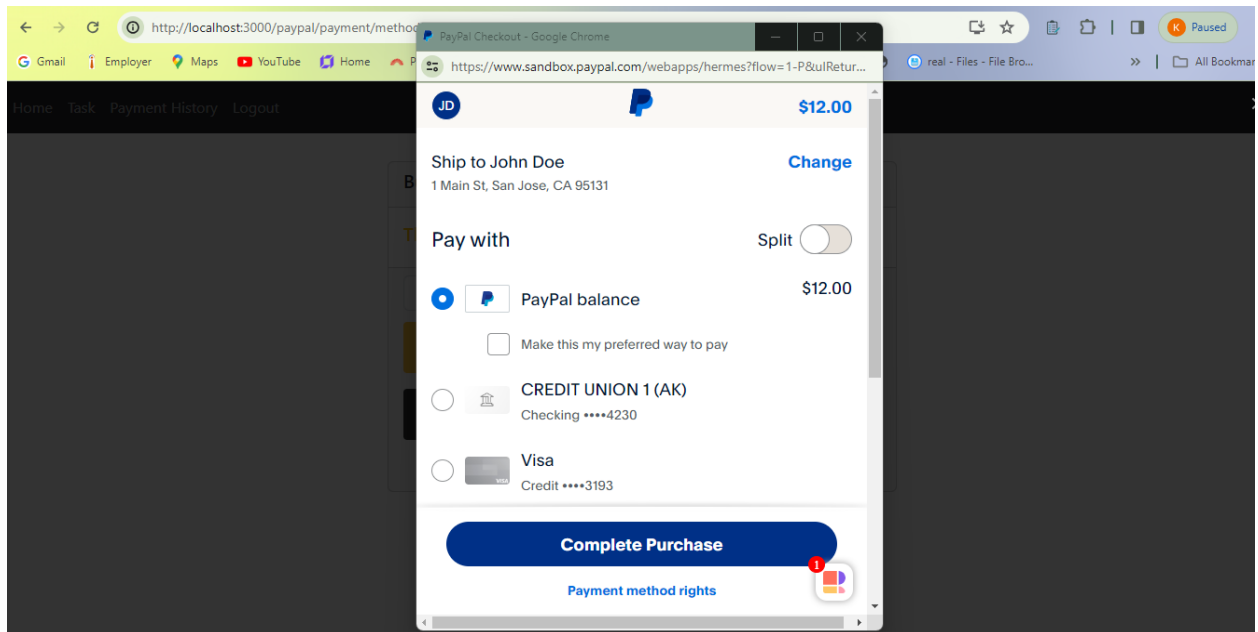 http://localhost:3000/paypal/payment/method
K Paused
Gmail Employer Maps YouTube Home P real - Files - File Bro... » All Bookmar
Home Task Payment History Logout
B
T
PayPal Checkout - Google Chrome
https://www.sandbox.paypal.com/webapps/hermes?flow=1-P&ulRetur...
JD $12.00
Ship to John Doe Change
1 Main St, San Jose, CA 95131
Pay with Split
PayPal balance $12.00
Make this my preferred way to pay
CREDIT UNION 1 (AK)
Checking ••••4230
Visa
VISA
Credit ••••3193
Complete Purchase
1
Payment method rights